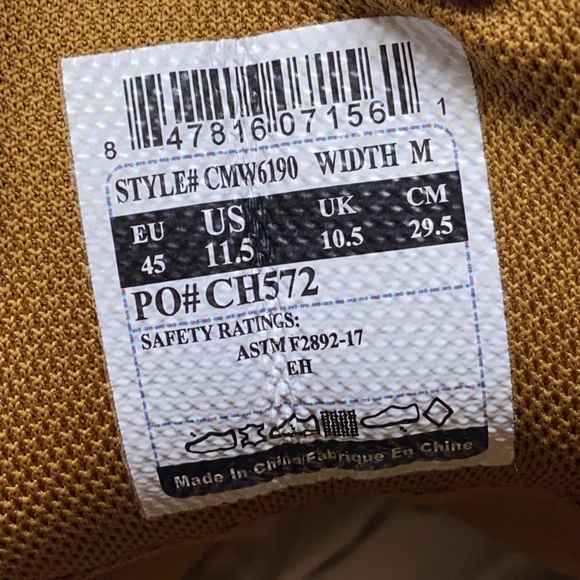 8 47816 07156 1
STYLE# CMW6190 WIDTH M
EU US UK CM
45 11.5 10.5 29.5
PO# CH572
SAFETY RATINGS:
ASTM F2892-17
EH
Made In China/Fabrique En Chine